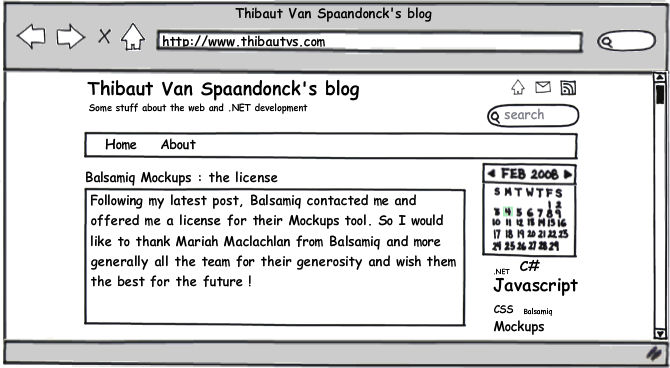 Thibaut Van Spaandonck's blog
http://www.thibautvs.com
Thibaut Van Spaandonck's blog
Some stuff about the web and .NET development
search
Home About
Balsamiq Mockups : the license
Following my latest post, Balsamiq contacted me and
offered me a license for their Mockups tool. So I would
like to thank Mariah Maclachlan from Balsamiq and more
generally all the team for their generosity and wish them
the best for the future !
FEB 2008
S M T W T F S
1 2
3 4 5 6 7 8 9
10 11 12 13 14 15 16
17 18 19 20 21 22 23
24 25 26 27 28 29
.NET C#
Javascript
CSS Balsamiq
Mockups